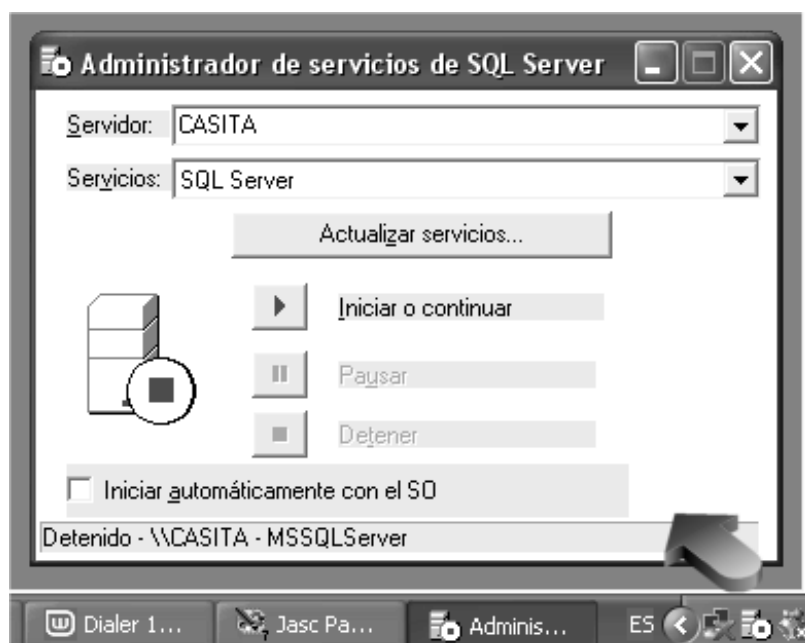 Administrador de servicios de SQL Server
Servidor: CASITA
Servicios: SQL Server
Actualizar servicios...
Iniciar o continuar
Pausar
Detener
Iniciar automáticamente con el SO
Detenido - \\CASITA - MSSQLServer
Dialer 1... Jasc Pa... Adminis... ES